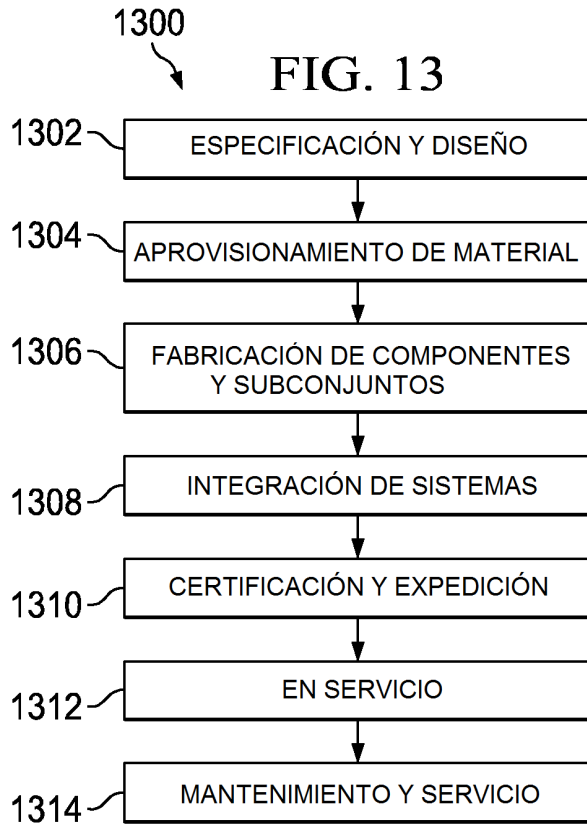 1300
FIG. 13
1302
ESPECIFICACIÓN Y DISEÑO
1304
APROVISIONAMIENTO DE MATERIAL
1306
FABRICACIÓN DE COMPONENTES
Y SUBCONJUNTOS
1308
INTEGRACIÓN DE SISTEMAS
1310
CERTIFICACIÓN Y EXPEDICIÓN
1312
EN SERVICIO
1314
MANTENIMIENTO Y SERVICIO